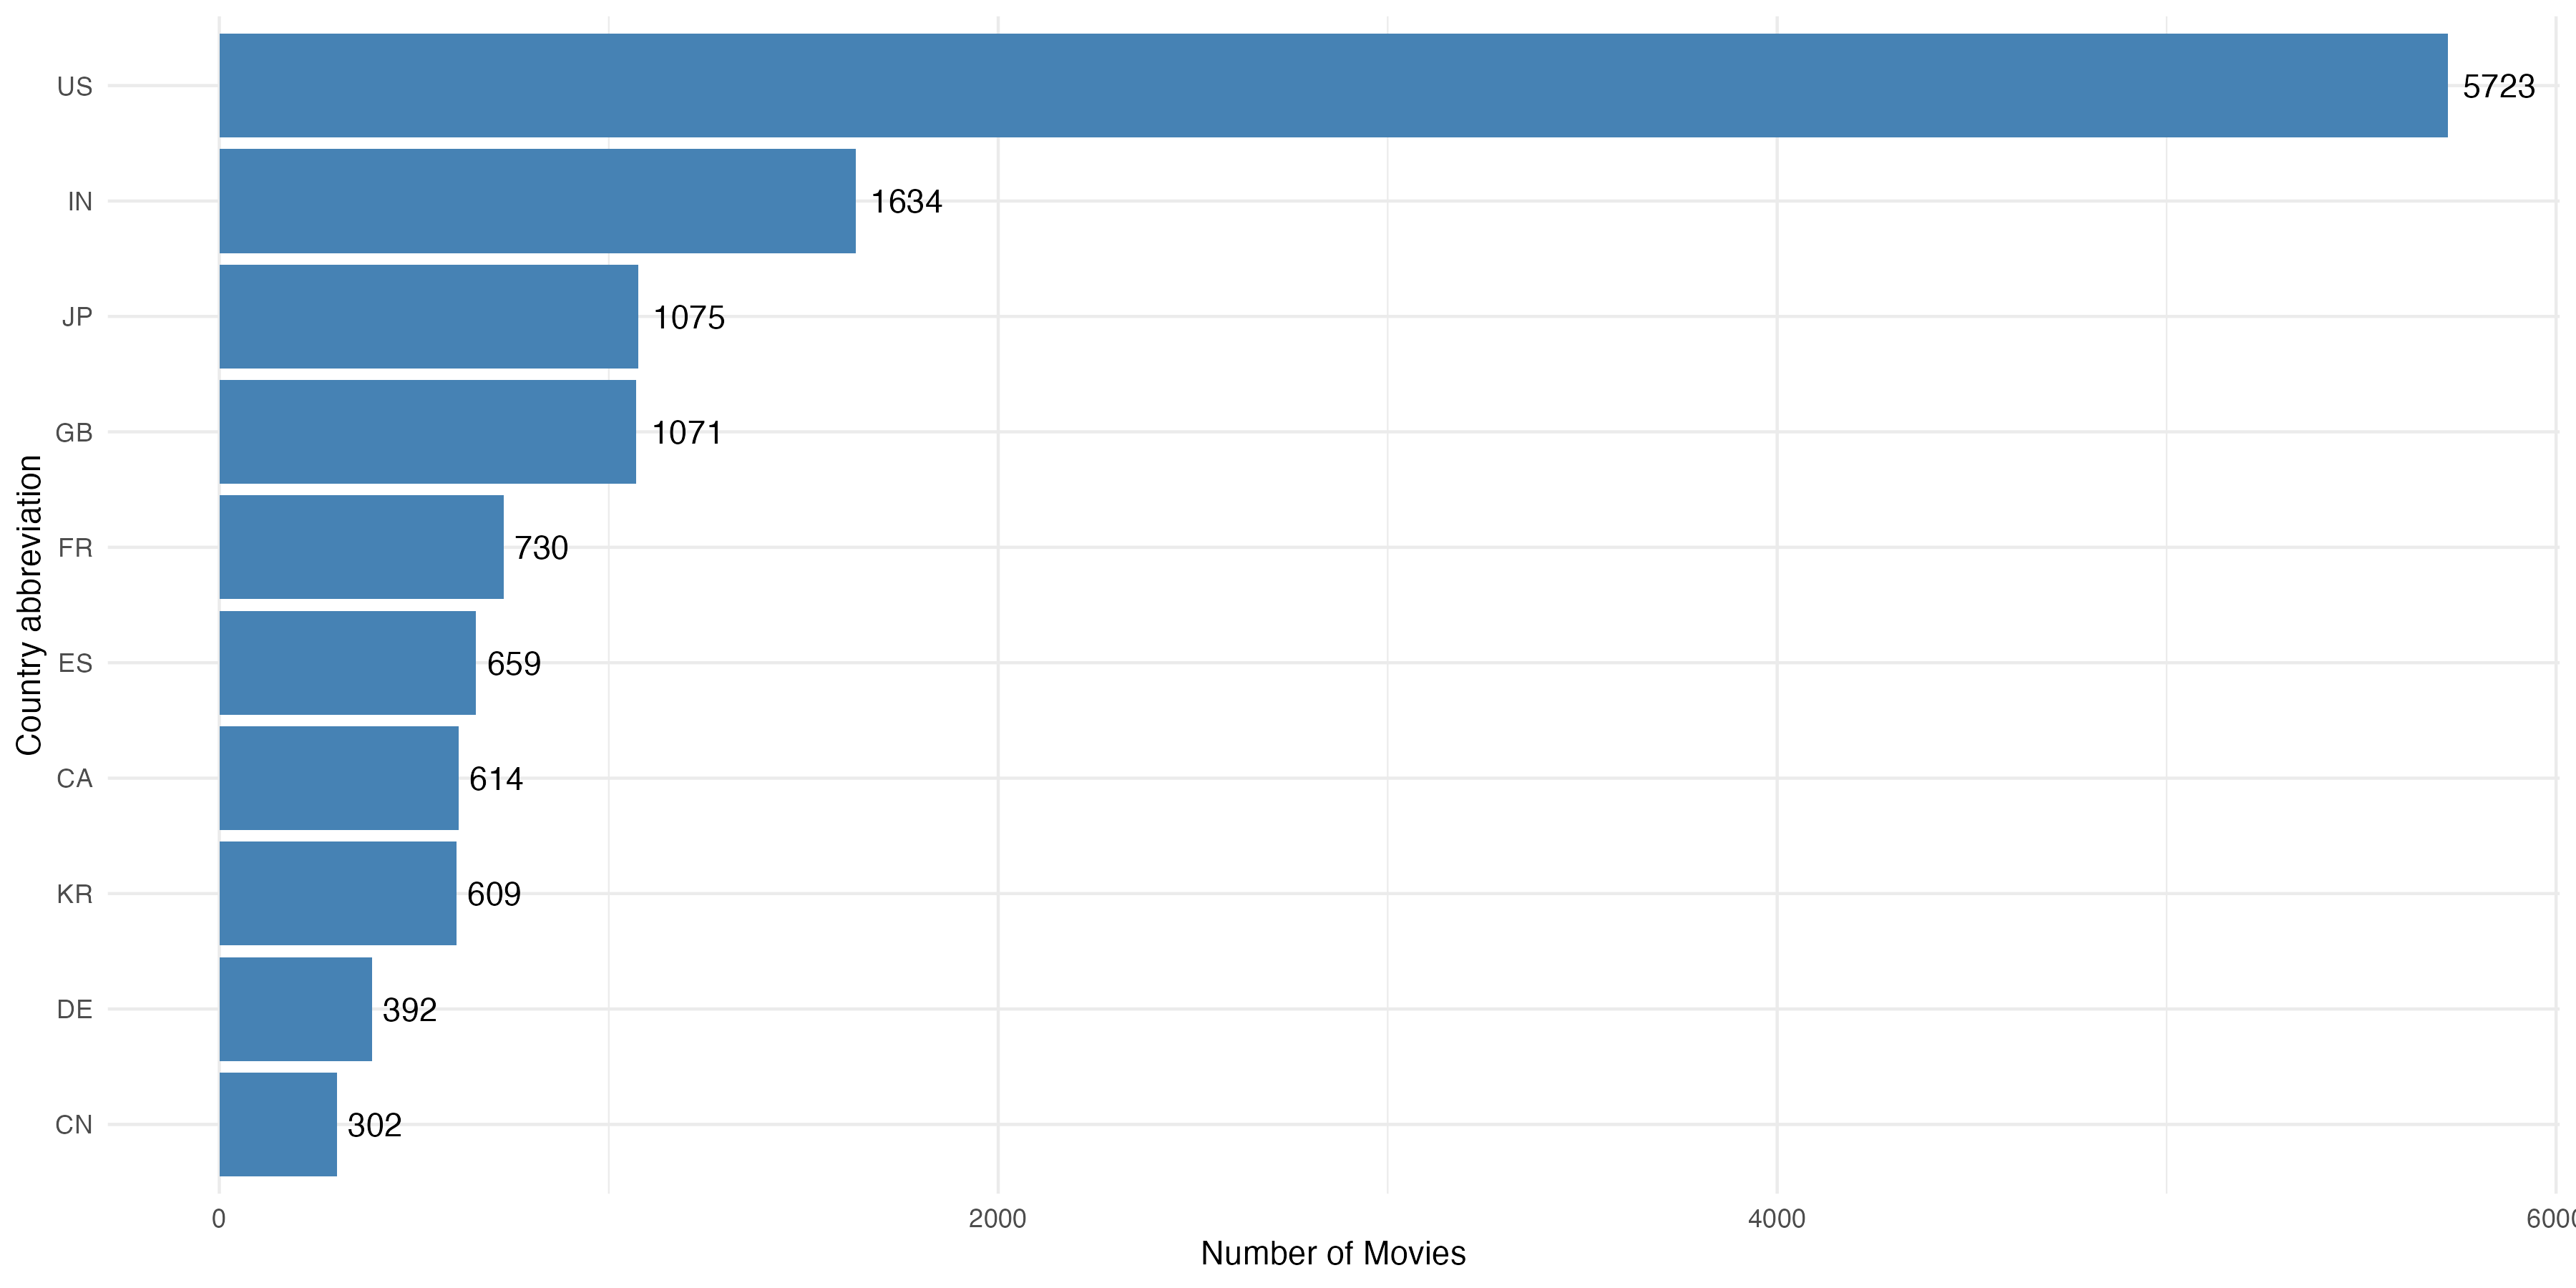 US 5723
IN 1634
JP 1075
GB 1071
FR 730
ES 659
CA 614
KR 609
DE 392
CN 302
Country abbreviation
0 2000 4000 6000
Number of Movies